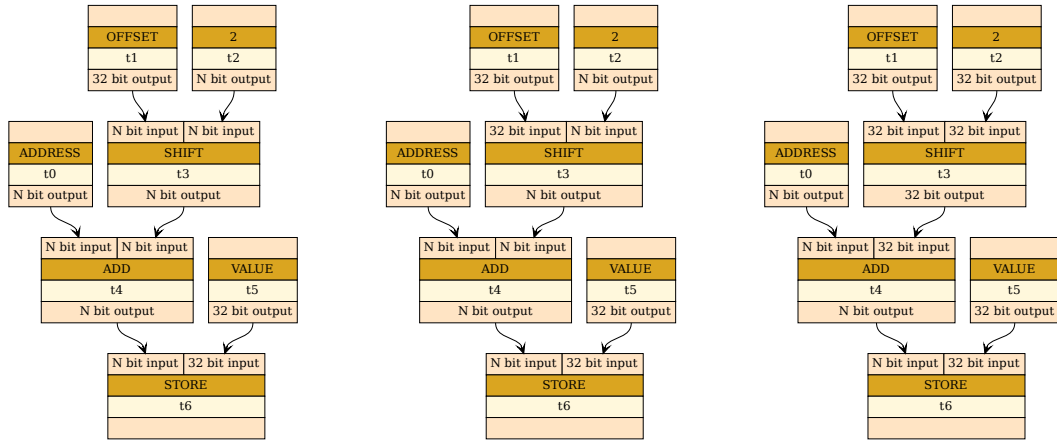 OFFSET
t1
32 bit output
2
t2
N bit output
ADDRESS
t0
N bit output
N bit input N bit input
SHIFT
t3
N bit output
N bit input N bit input
ADD
t4
N bit output
VALUE
t5
32 bit output
N bit input 32 bit input
STORE
t6
OFFSET
t1
32 bit output
2
t2
N bit output
ADDRESS
t0
N bit output
32 bit input N bit input
SHIFT
t3
N bit output
N bit input N bit input
ADD
t4
N bit output
VALUE
t5
32 bit output
N bit input 32 bit input
STORE
t6
OFFSET
t1
32 bit output
2
t2
32 bit output
ADDRESS
t0
N bit output
32 bit input 32 bit input
SHIFT
t3
32 bit output
N bit input 32 bit input
ADD
t4
N bit output
VALUE
t5
32 bit output
N bit input 32 bit input
STORE
t6